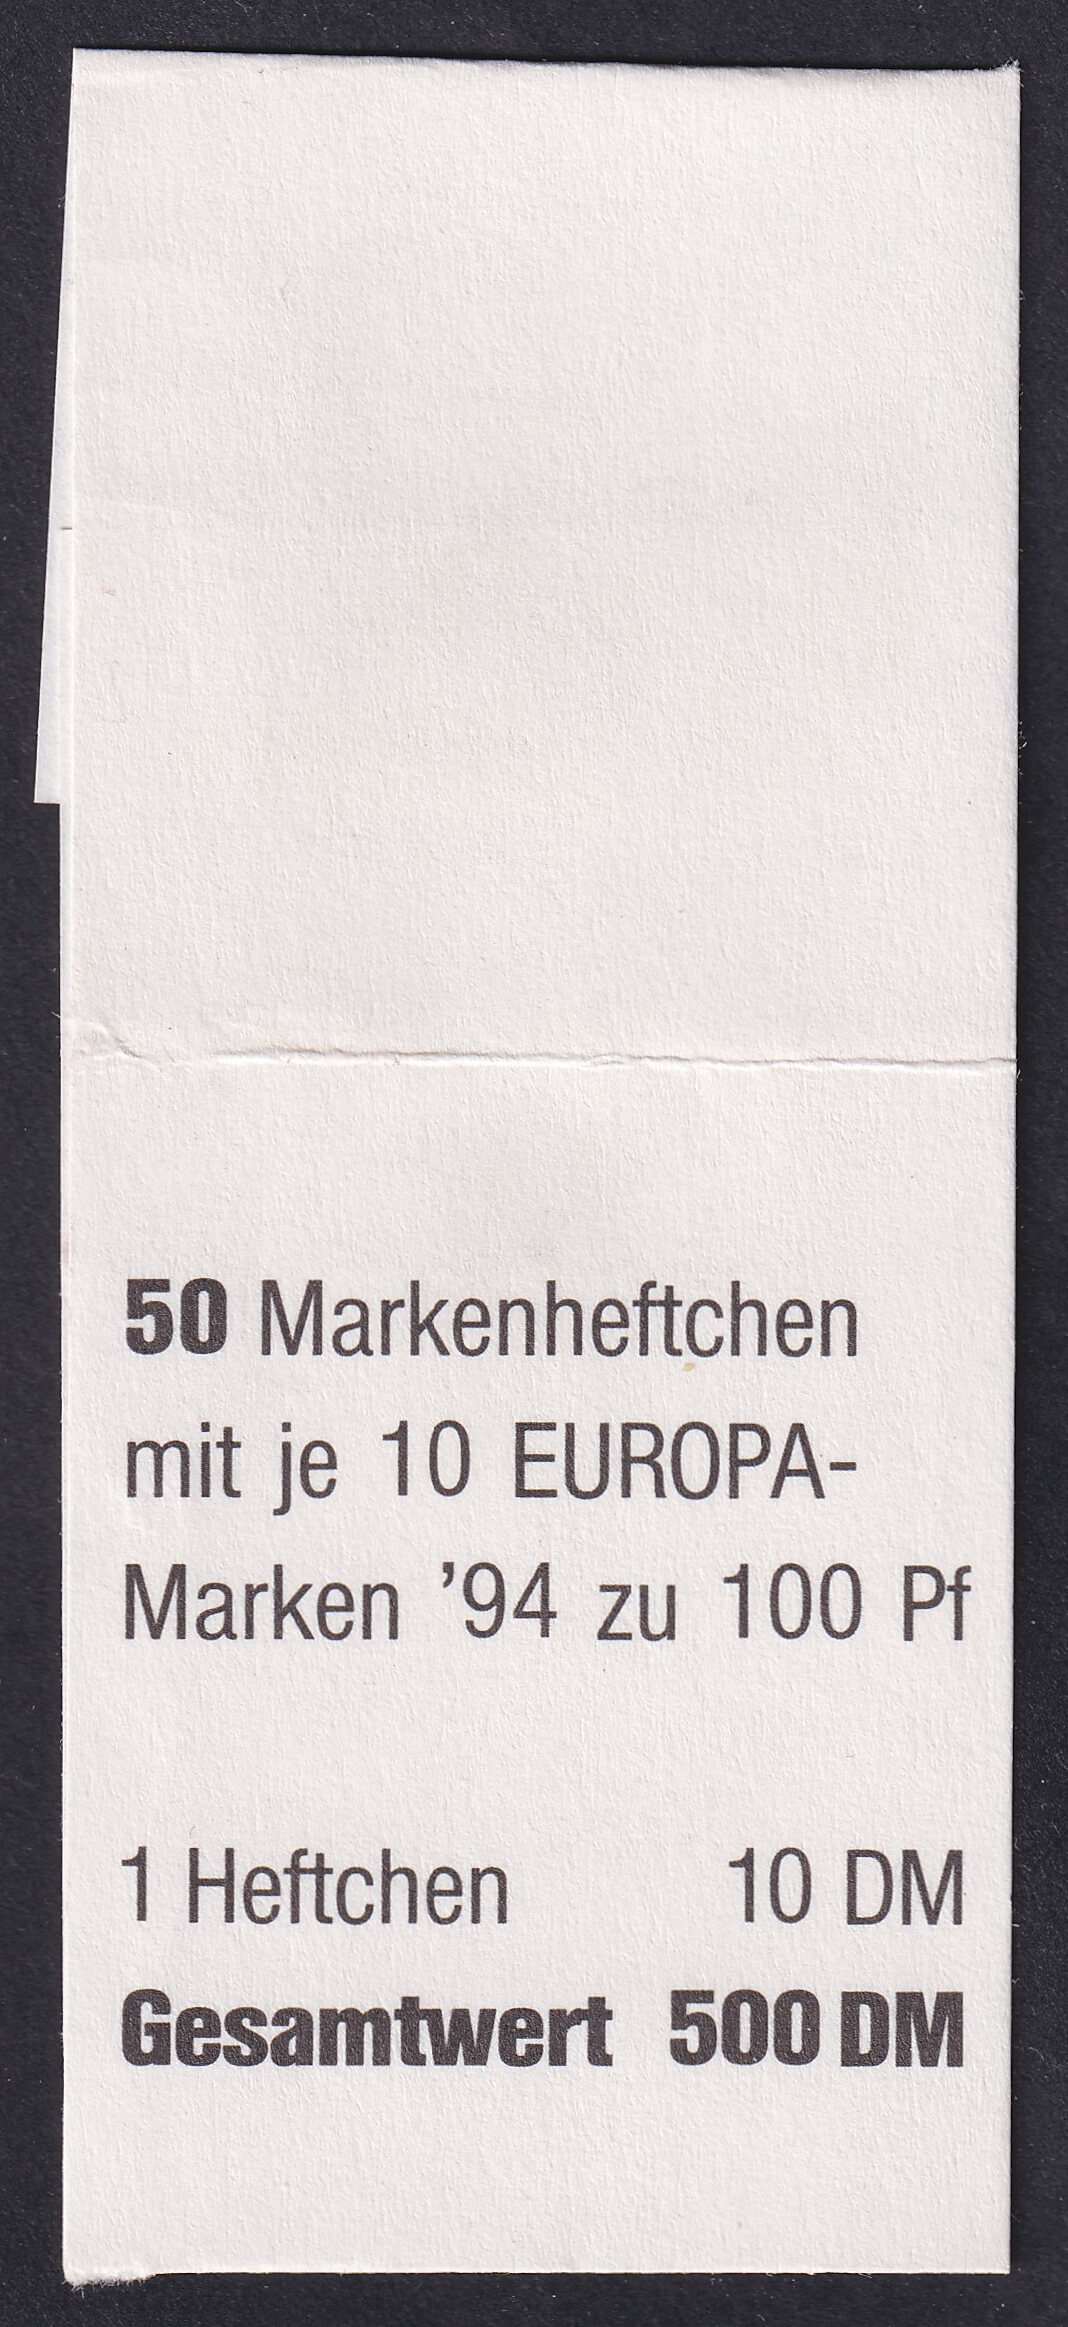 50 Markenheftchen
mit je 10 EUROPA-
Marken ’94 zu 100 Pf
1 Heftchen 10 DM
Gesamtwert 500 DM